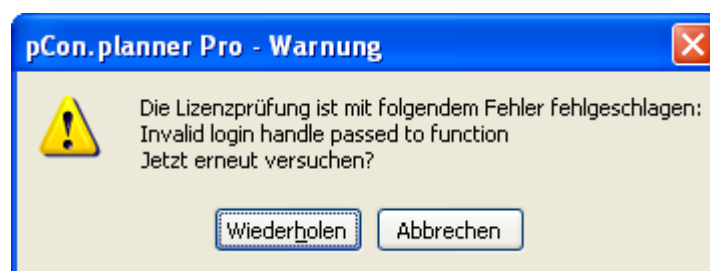 pCon.planner Pro - Warnung
Die Lizenzprüfung ist mit folgendem Fehler fehlgeschlagen:
Invalid login handle passed to function
Jetzt erneut versuchen?
Wiederholen Abbrechen